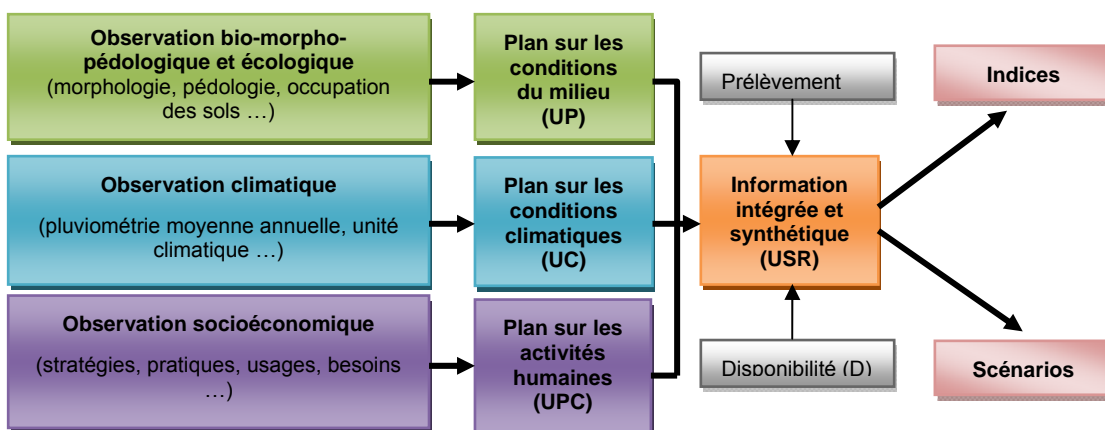 Observation bio-morpho-
pédologique et écologique
(morphologie, pédologie, occupation
des sols …)
Plan sur les
conditions
du milieu
(UP)
Prélèvement
Indices
Observation climatique
(pluviométrie moyenne annuelle, unité
climatique …)
Plan sur les
conditions
climatiques
(UC)
Information
intégrée et
synthétique
(USR)
Observation socioéconomique
(stratégies, pratiques, usages, besoins
…)
Plan sur les
activités
humaines
(UPC)
Disponibilité (D)
Scénarios